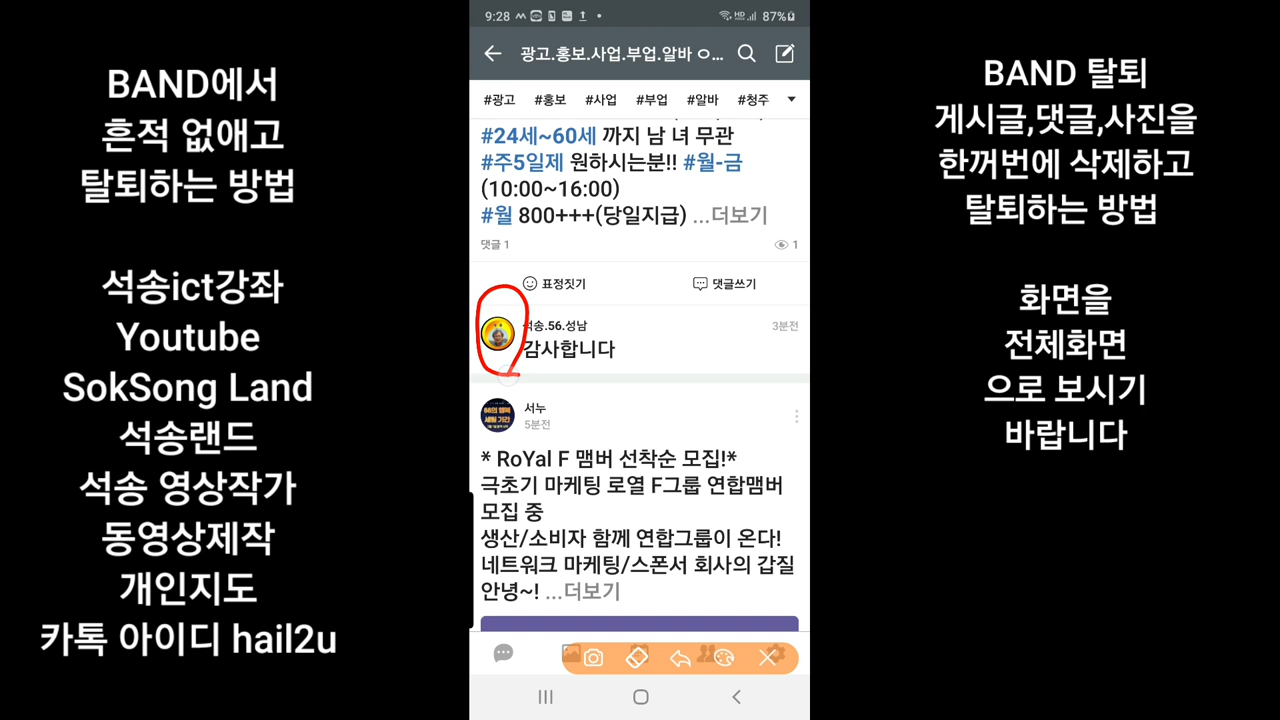 BAND에서
흔적 없애고
탈퇴하는 방법
석송ict강좌
Youtube
SokSong Land
석송랜드
석송 영상작가
동영상제작
개인지도
카톡 아이디 hail2u
9:28
87%
광고.홍보.사업.부업.알바 ㅇ...
#광고 #홍보 #사업 #부업 #알바 #청주
#24세~60세 까지 남 녀 무관
#주5일제 원하시는분!! #월-금
(10:00~16:00)
#월 800+++(당일지급) ...더보기
댓글 1
1
표정짓기
댓글쓰기
석송.56.성남
3분전
감사합니다
서누
5분전
* RoYal F 맴버 선착순 모집!*
극초기 마케팅 로열 F그룹 연합맴버
모집 중
생산/소비자 함께 연합그룹이 온다!
네트워크 마케팅/스폰서 회사의 갑질
안녕~! ...더보기
BAND 탈퇴
게시글,댓글,사진을
한꺼번에 삭제하고
탈퇴하는 방법
화면을
전체화면
으로 보시기
바랍니다